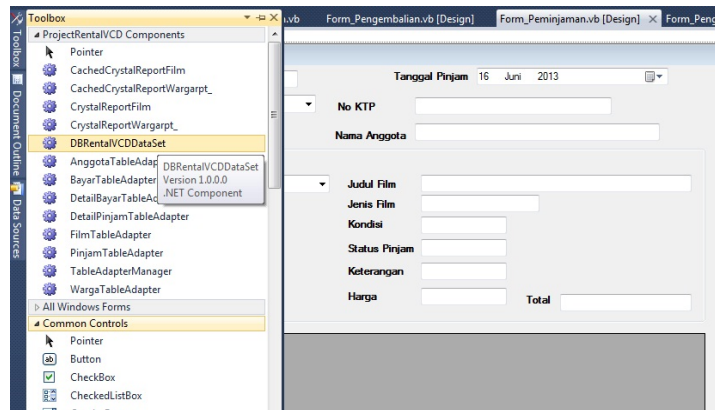 Toolbox
n.vb
Form_Pengembalian.vb [Design]
Form_Peminjaman.vb [Design]
Form_Peng
Toolbox
Document Outline
Data Sources
ProjectRentalVCD Components
Pointer
CachedCrystalReportFilm
CachedCrystalReportWargarpt_
CrystalReportFilm
CrystalReportWargarpt_
DBRentalVCDDataSet
AnggotaTableAdap
BayarTableAdapter
DetailBayarTableAd
DetailPinjamTableAdapter
FilmTableAdapter
PinjamTableAdapter
TableAdapterManager
WargaTableAdapter
DBRentalVCDDataSet
Version 1.0.0.0
.NET Component
All Windows Forms
Common Controls
Pointer
Button
CheckBox
CheckedListBox
Tanggal Pinjam 16 Juni 2013
No KTP
Nama Anggota
Judul Film
Jenis Film
Kondisi
Status Pinjam
Keterangan
Harga
Total